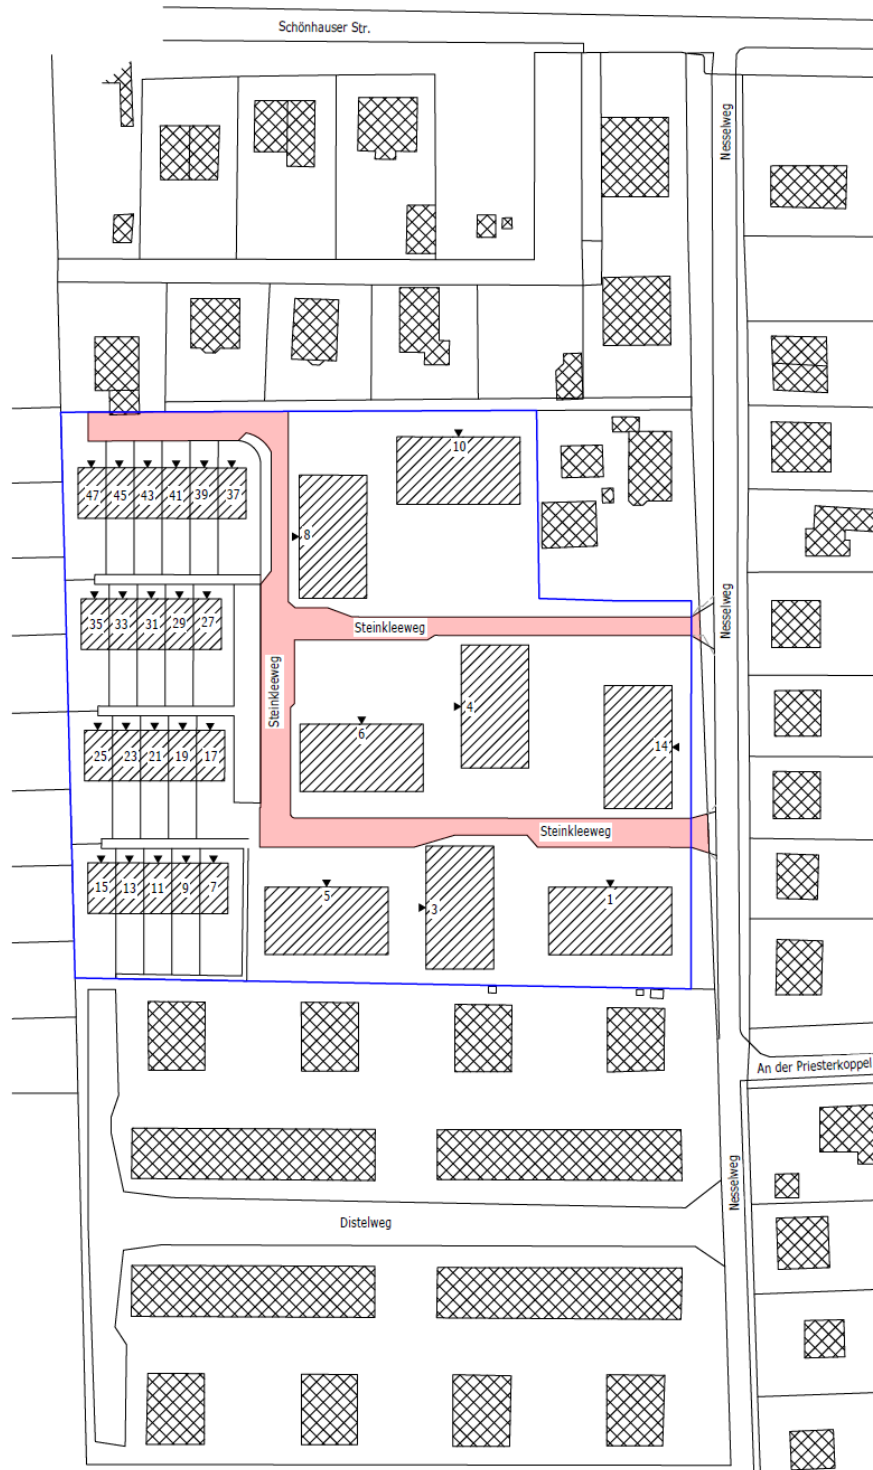 Schönhauser Str.
Nesselweg
10
47 45 43 41 39 37
8
35 33 31 29 27
Steinkleeweg
Nesselweg
Steinkleeweg
4
6
14
25 23 21 19 17
Steinkleeweg
15 13 11 9 7
5
3
1
An der Priesterkoppel
Nesselweg
Distelweg